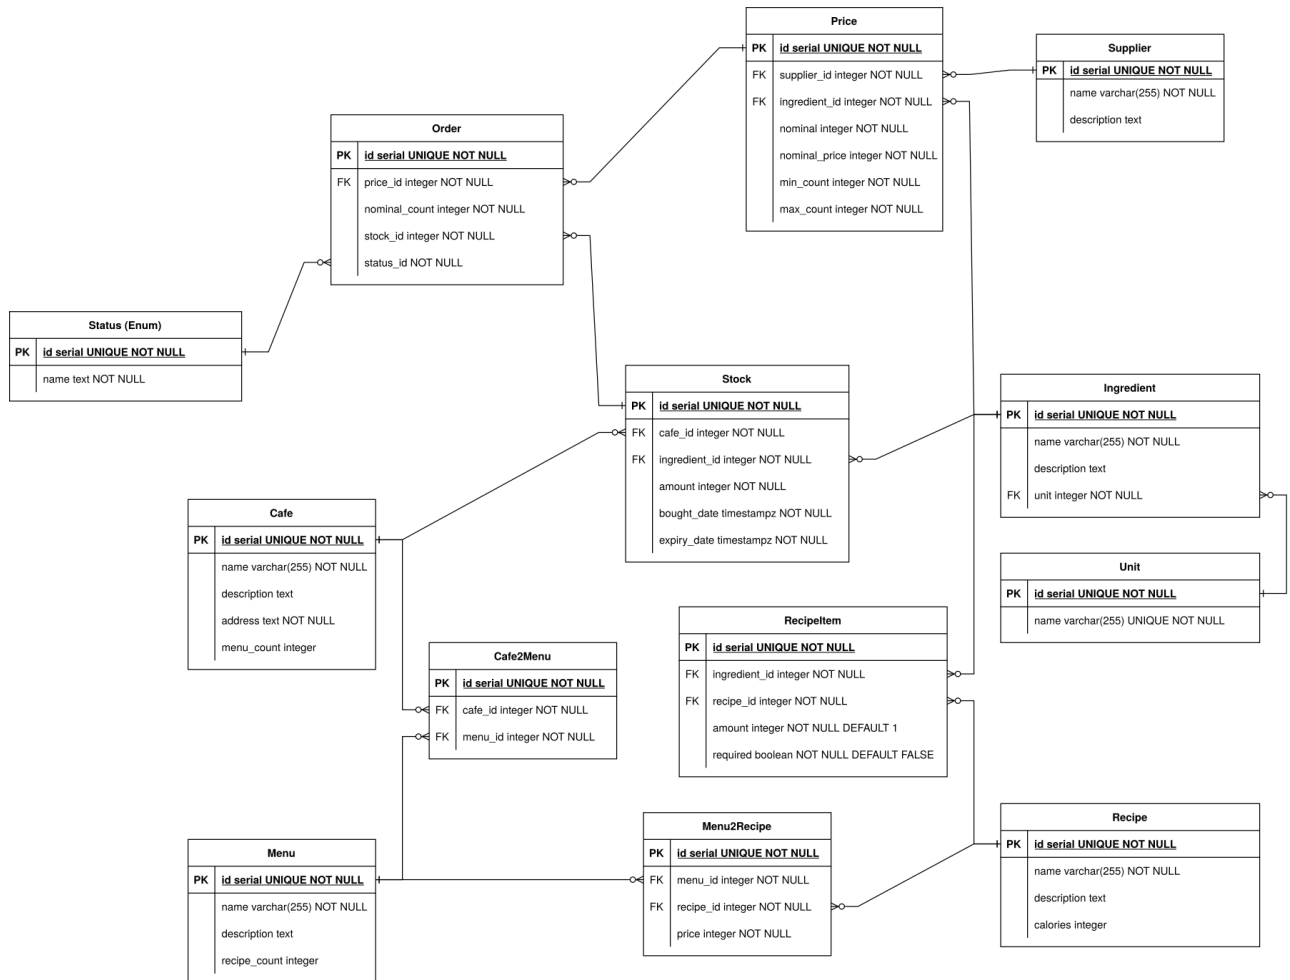 Price
PK id serial UNIQUE NOT NULL
FK supplier_id integer NOT NULL
FK ingredient_id integer NOT NULL
nominal integer NOT NULL
nominal_price integer NOT NULL
min_count integer NOT NULL
max_count integer NOT NULL
Supplier
PK id serial UNIQUE NOT NULL
name varchar(255) NOT NULL
description text
Order
PK id serial UNIQUE NOT NULL
FK price_id integer NOT NULL
nominal_count integer NOT NULL
stock_id integer NOT NULL
status_id NOT NULL
Status (Enum)
PK id serial UNIQUE NOT NULL
name text NOT NULL
Stock
PK id serial UNIQUE NOT NULL
FK cafe_id integer NOT NULL
FK ingredient_id integer NOT NULL
amount integer NOT NULL
bought_date timestampz NOT NULL
expiry_date timestampz NOT NULL
Ingredient
PK id serial UNIQUE NOT NULL
name varchar(255) NOT NULL
description text
FK unit integer NOT NULL
Cafe
PK id serial UNIQUE NOT NULL
name varchar(255) NOT NULL
description text
address text NOT NULL
menu_count integer
Unit
PK id serial UNIQUE NOT NULL
name varchar(255) UNIQUE NOT NULL
RecipeItem
PK id serial UNIQUE NOT NULL
FK ingredient_id integer NOT NULL
FK recipe_id integer NOT NULL
amount integer NOT NULL DEFAULT 1
required boolean NOT NULL DEFAULT FALSE
Cafe2Menu
PK id serial UNIQUE NOT NULL
FK cafe_id integer NOT NULL
FK menu_id integer NOT NULL
Menu2Recipe
PK id serial UNIQUE NOT NULL
FK menu_id integer NOT NULL
FK recipe_id integer NOT NULL
price integer NOT NULL
Recipe
PK id serial UNIQUE NOT NULL
name varchar(255) NOT NULL
description text
calories integer
Menu
PK id serial UNIQUE NOT NULL
name varchar(255) NOT NULL
description text
recipe_count integer